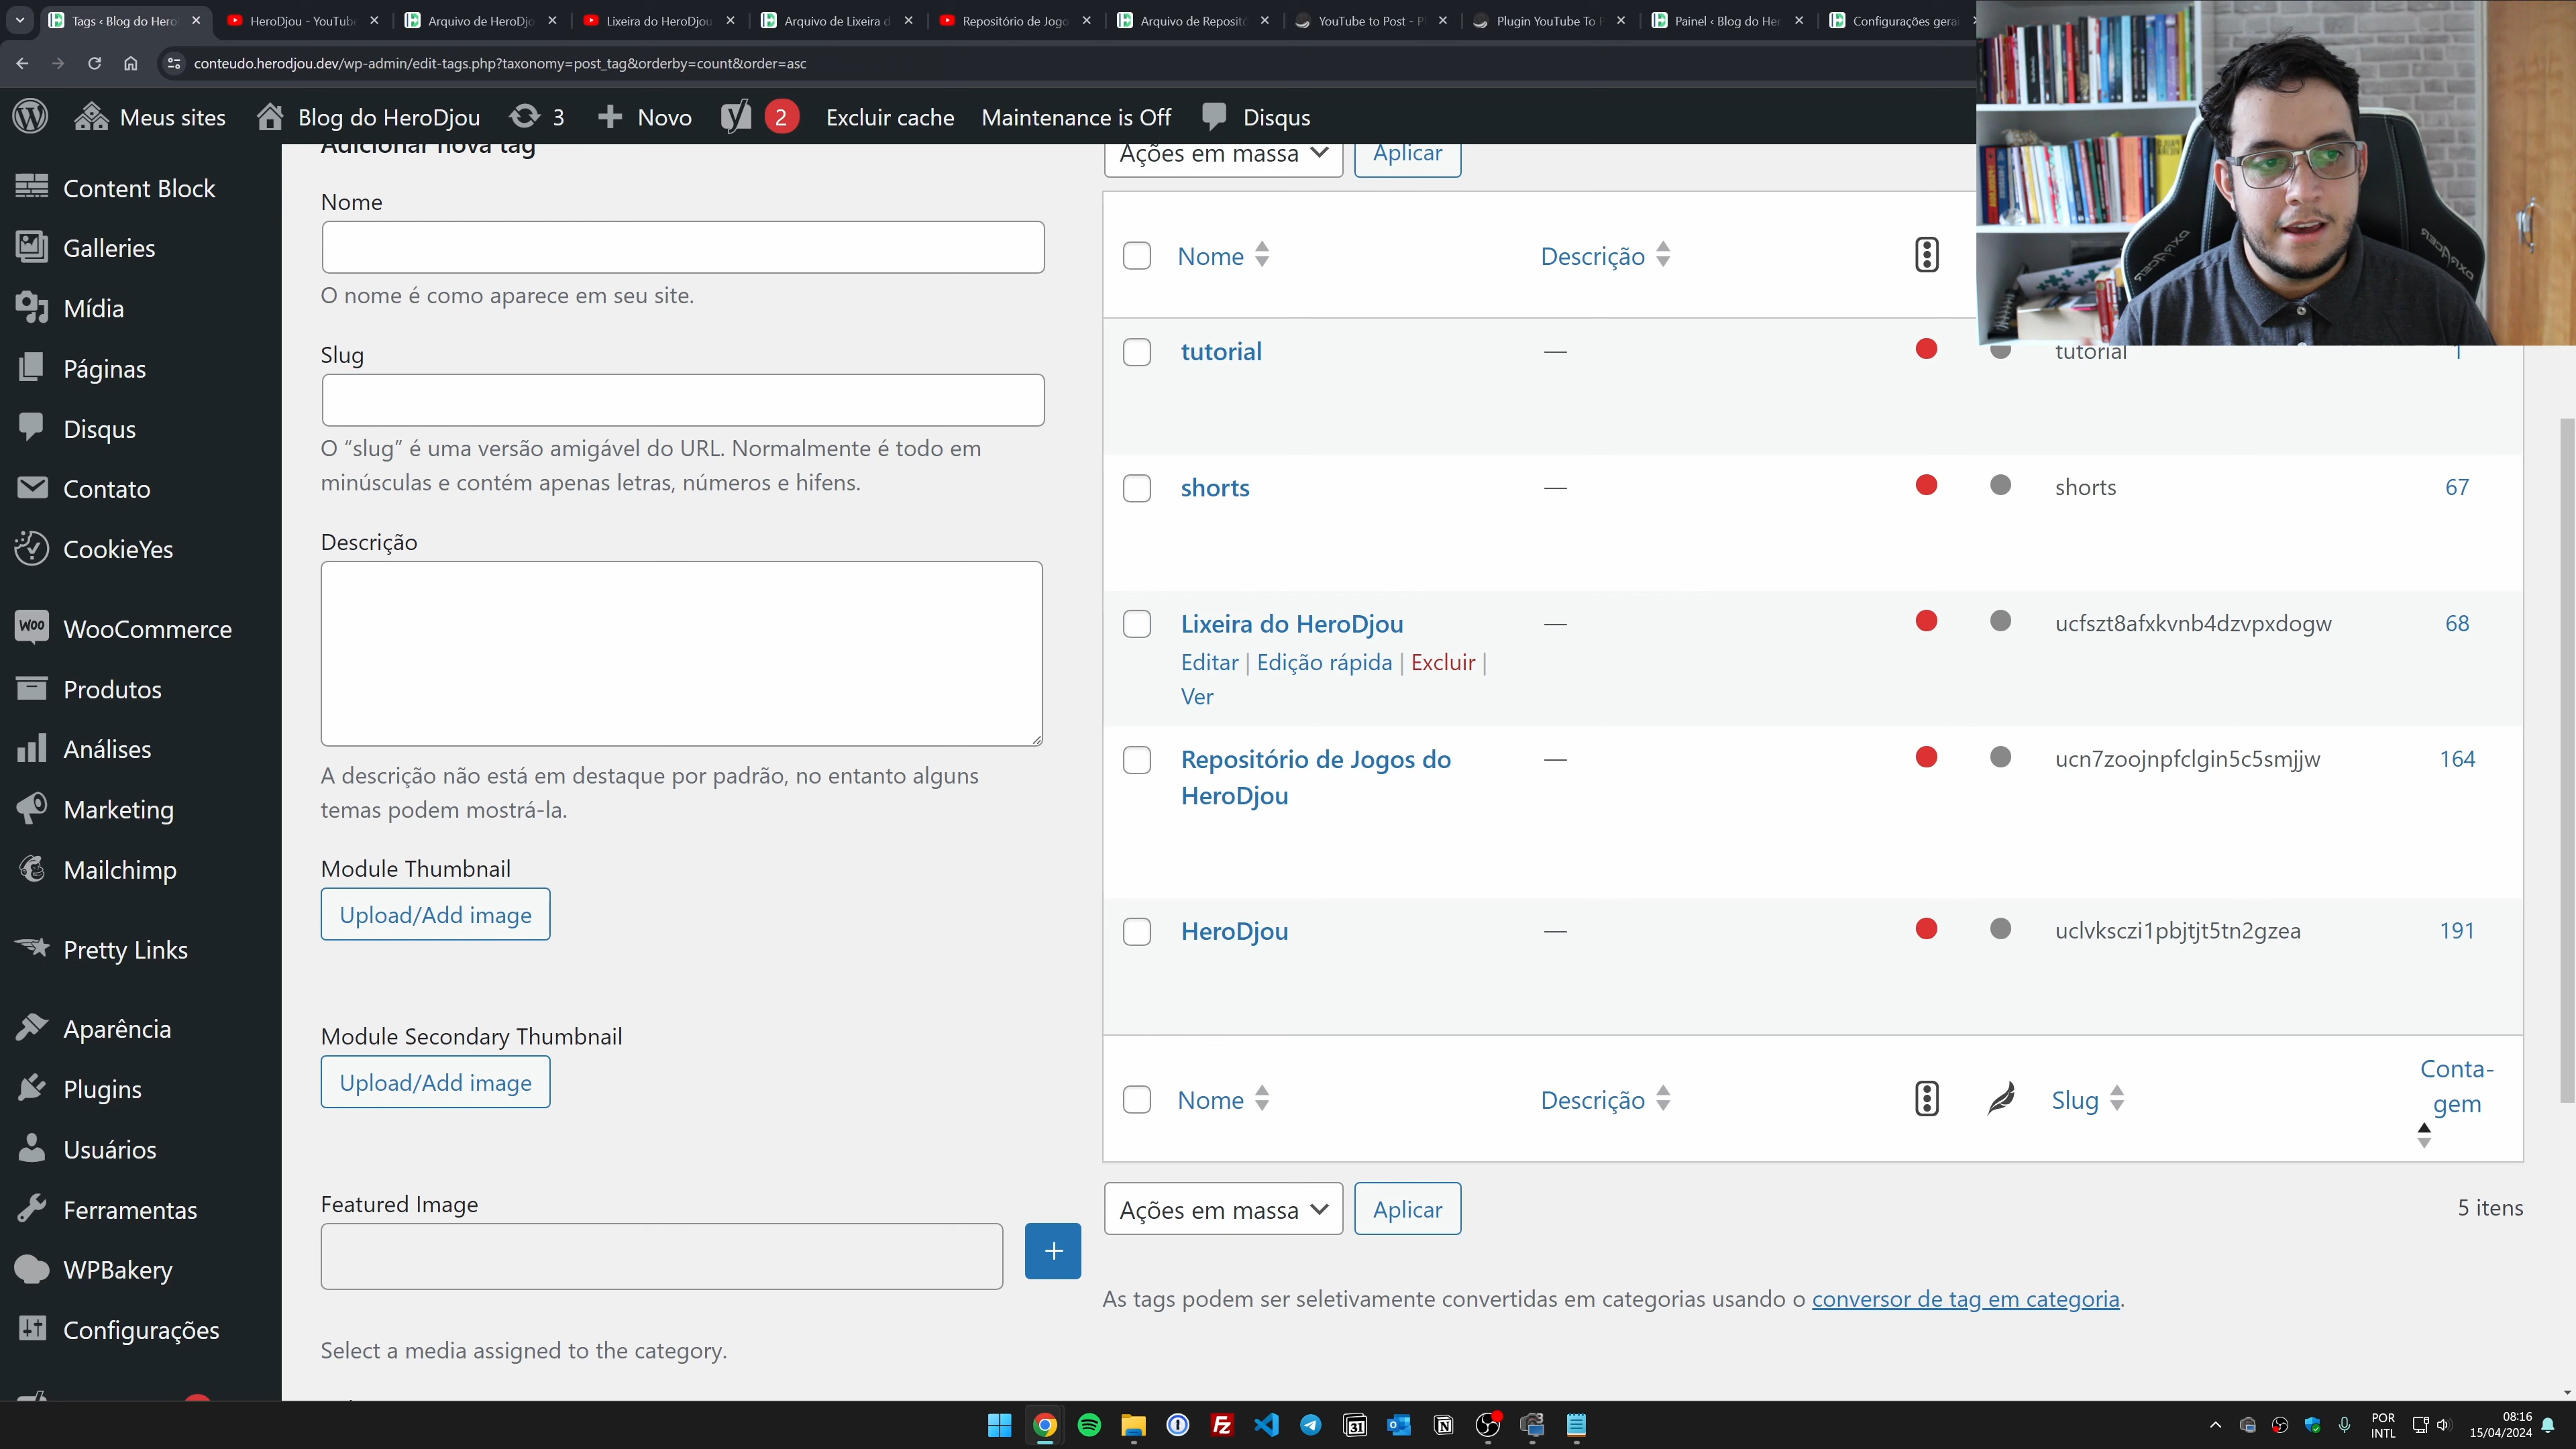 Tags ‹ Blog do Hero
HeroDjou - YouTube
Arquivo de HeroDjo
Lixeira do HeroDjou
Arquivo de Lixeira d
Repositório de Jogo
Arquivo de Reposit
YouTube to Post - P
Plugin YouTube To P
Painel ‹ Blog do Her
Configurações gerai
conteudo.herodjou.dev/wp-admin/edit-tags.php?taxonomy=post_tag&orderby=count&order=asc
Meus sites
Blog do HeroDjou
3
Novo
2
Excluir cache
Maintenance is Off
Disqus
Content Block
Galleries
Mídia
Páginas
Disqus
Contato
CookieYes
WooCommerce
Produtos
Análises
Marketing
Mailchimp
Pretty Links
Aparência
Plugins
Usuários
Ferramentas
WPBakery
Configurações
Adicionar nova tag
Nome
O nome é como aparece em seu site.
Slug
O “slug” é uma versão amigável do URL. Normalmente é todo em
minúsculas e contém apenas letras, números e hifens.
Descrição
A descrição não está em destaque por padrão, no entanto alguns
temas podem mostrá-la.
Module Thumbnail
Upload/Add image
Module Secondary Thumbnail
Upload/Add image
Featured Image
+
Select a media assigned to the category.
Ações em massa
Aplicar
Nome
Descrição
tutorial
—
tutorial
1
shorts
—
shorts
67
Lixeira do HeroDjou
—
ucfszt8afxkvnb4dzvpxdogw
68
Editar | Edição rápida | Excluir |
Ver
Repositório de Jogos do
HeroDjou
—
ucn7zoojnpfclgin5c5smjjw
164
HeroDjou
—
uclvksczi1pbjtjt5tn2gzea
191
Nome
Descrição
Slug
Conta-
gem
Ações em massa
Aplicar
5 itens
As tags podem ser seletivamente convertidas em categorias usando o conversor de tag em categoria.
DXRACER
DXRACER
POR
INTL
08:16
15/04/2024